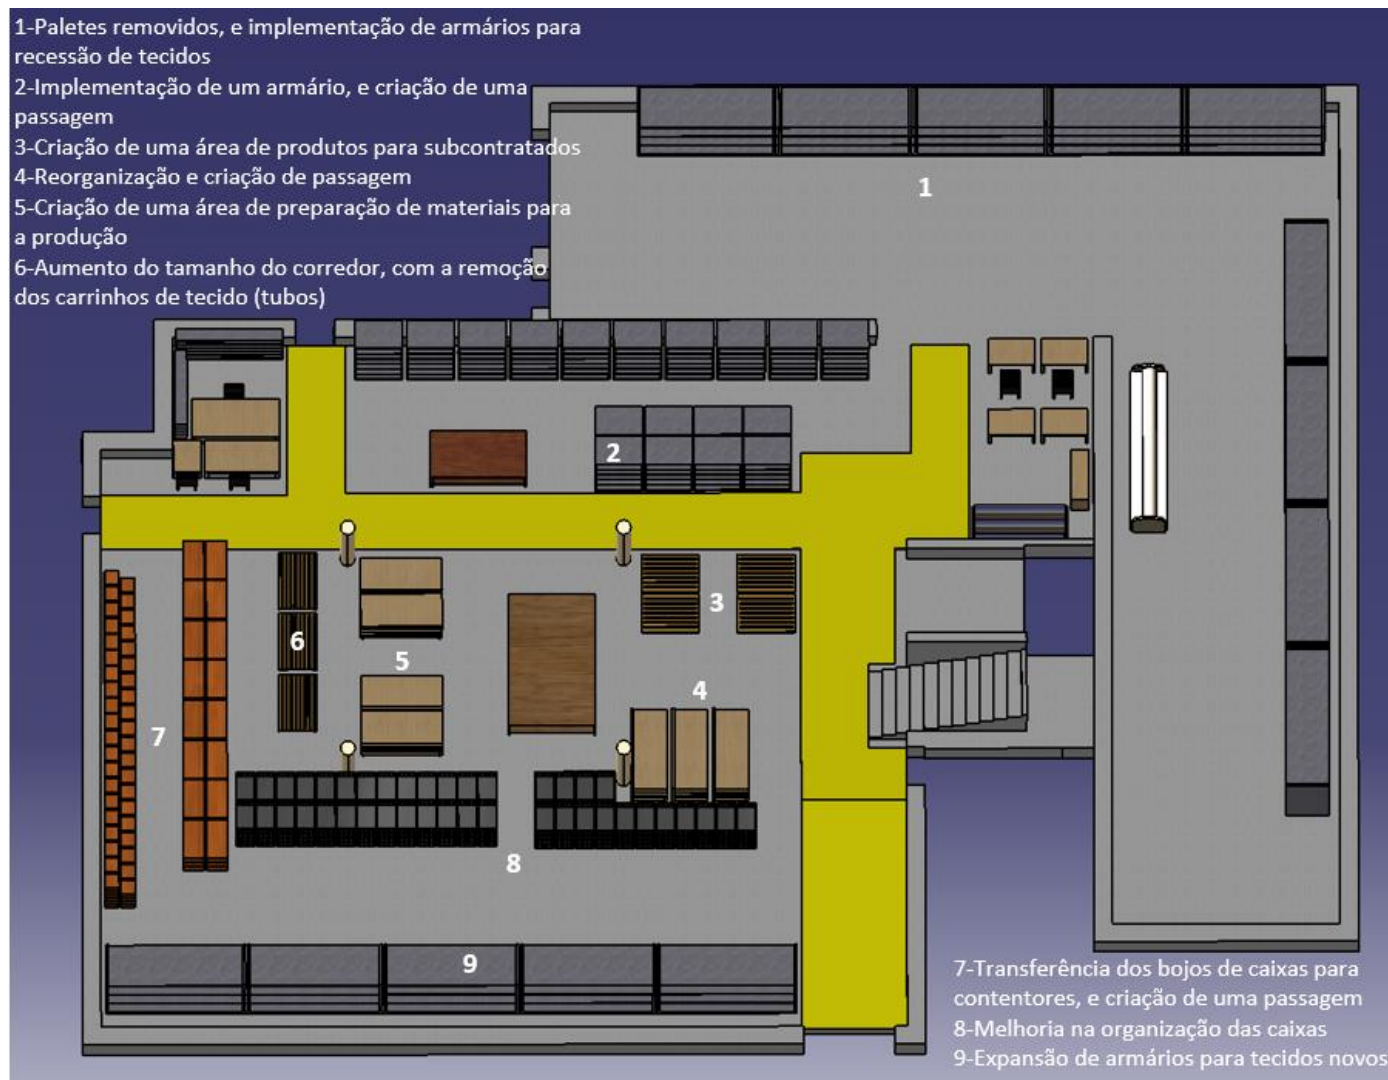 1-Paletes removidos, e implementação de armários para
recessão de tecidos
2-Implementação de um armário, e criação de uma
passagem
3-Criação de uma área de produtos para subcontratados
4-Reorganização e criação de passagem
5-Criação de uma área de preparação de materiais para
a produção
6-Aumento do tamanho do corredor, com a remoção
dos carrinhos de tecido (tubos)
1
2
3
6
5
4
7
8
9
7-Transferência dos bojos de caixas para
contentores, e criação de uma passagem
8-Melhoria na organização das caixas
9-Expansão de armários para tecidos novos